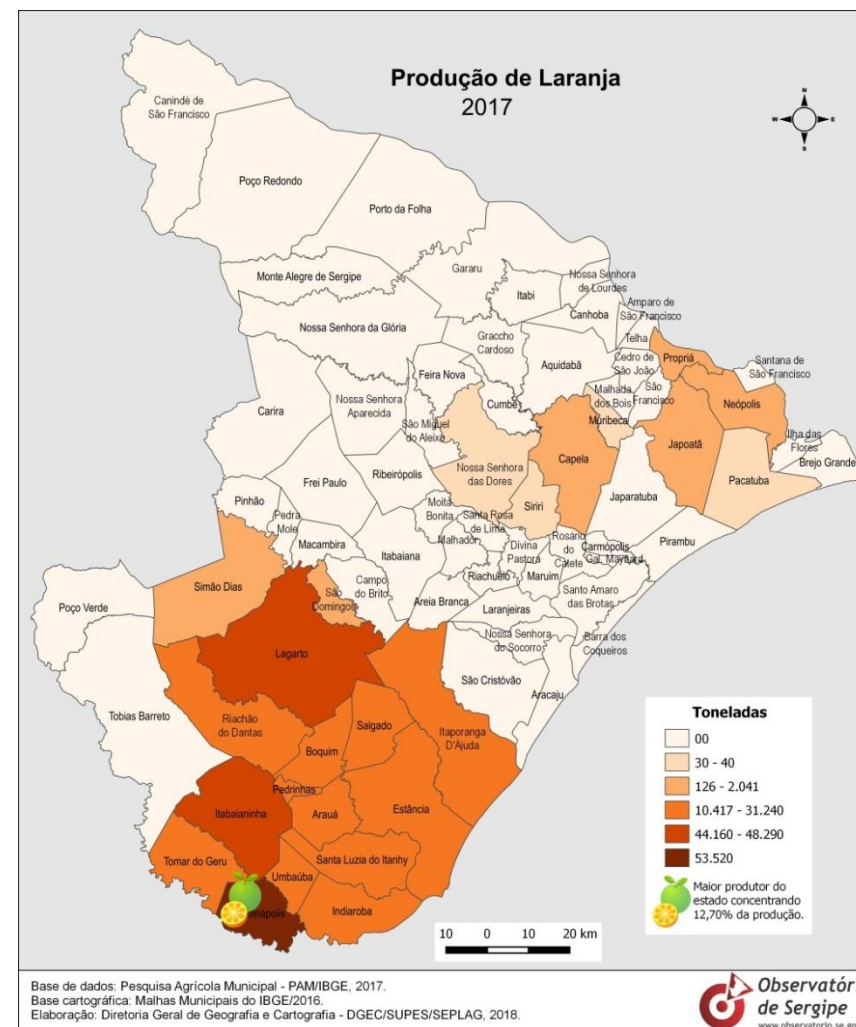 Produção de Laranja
2017
N
W
E
S
Canindé de
São Francisco
Poço Redondo
Porto da Folha
Monte Alegre de Sergipe
Gararu
Nossa Senhora
de Lourdes
Itabi
Amparo de
São Francisco
Canhoba
Nossa Senhora da Glória
Graccho
Cardoso
Telha
Aquidabã
Cedro de
São João
Propriá
Santana de
São Francisco
Feira Nova
Malhada
dos Bois
São
Francisco
Neópolis
Carira
Nossa Senhora
Aparecida
Cumbe
São Miguel
do Aleixo
Muribeca
Ilha das
Flores
Brejo Grande
Capela
Japoatã
Nossa Senhora
das Dores
Ribeirópolis
Frei Paulo
Pacatuba
Siriri
Japaratuba
Pinhão
Pedra
Mole
Moita
Bonita
Santa Rosa
de Lima
Macambira
Itabaiana
Malhador
Divina
Pastora
Rosário
do
Catete
Carmópolis
Gal. Maynard
Pirambu
Simão Dias
São
Domingos
Campo
do Brito
Riachuelo
Maruim
Santo Amaro
das Brotas
Poço Verde
Areia Branca
Laranjeiras
Nossa Senhora
do Socorro
Barra dos
Coqueiros
Lagarto
São Cristóvão
Aracaju
Tobias Barreto
Riachão
do Dantas
Salgado
Itaporanga
D'Ájuda
Boquim
Pedrinhas
Itabaianinha
Arauá
Estância
Tomar do Geru
Santa Luzia do Itanhy
Umbaúba
Indiaroba
inápolis
Toneladas
00
30 - 40
126 - 2.041
10.417 - 31.240
44.160 - 48.290
53.520
Maior produtor do
estado concentrando
12,70% da produção.
10 0 10 20 km
Base de dados: Pesquisa Agrícola Municipal - PAM/IBGE, 2017.
Base cartográfica: Malhas Municipais do IBGE/2016.
Elaboração: Diretoria Geral de Geografia e Cartografia - DGEC/SUPES/SEPLAG, 2018.
Observatóri
de Sergipe